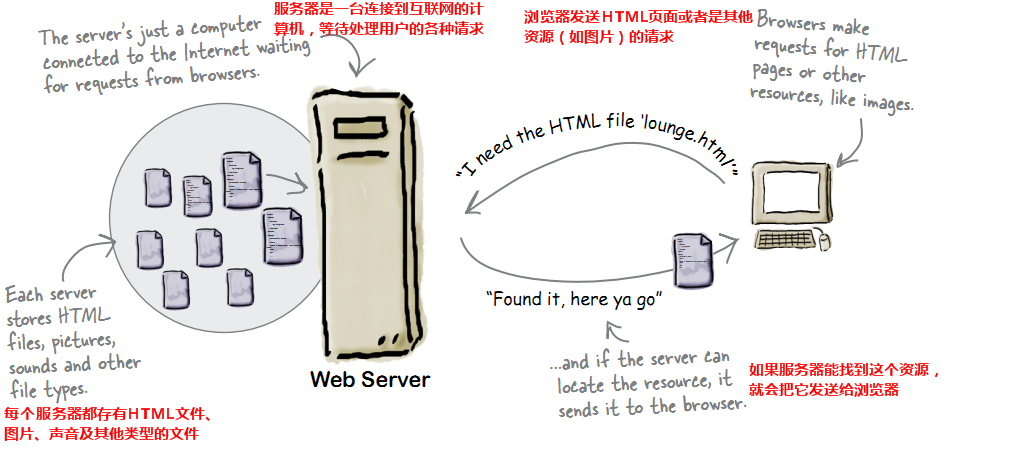 服务器是一台连接到互联网的计
算机，等待处理用户的各种请求
浏览器发送HTML页面或者是其他
资源（如图片）的请求
The server's just a computer
connected to the Internet waiting
for requests from browsers.
Browsers make
requests for HTML
pages or other
resources, like images.
“I need the HTML file ‘lounge.html’”
“Found it, here ya go”
Each server
stores HTML
files, pictures,
sounds and other
file types.
每个服务器都存有HTML文件、
图片、声音及其他类型的文件
Web Server
...and if the server can
locate the resource, it
sends it to the browser.
如果服务器能找到这个资源，
就会把它发送给浏览器